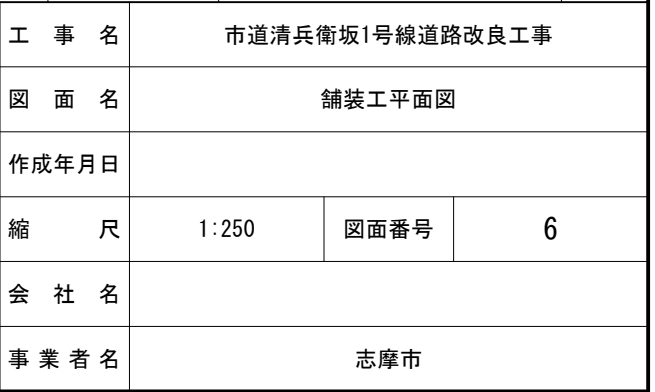 工事名 市道清兵衛坂1号線道路改良工事
図面名 舗装工平面図
作成年月日
縮尺 1:250 図面番号 6
会社名
事業者名 志摩市